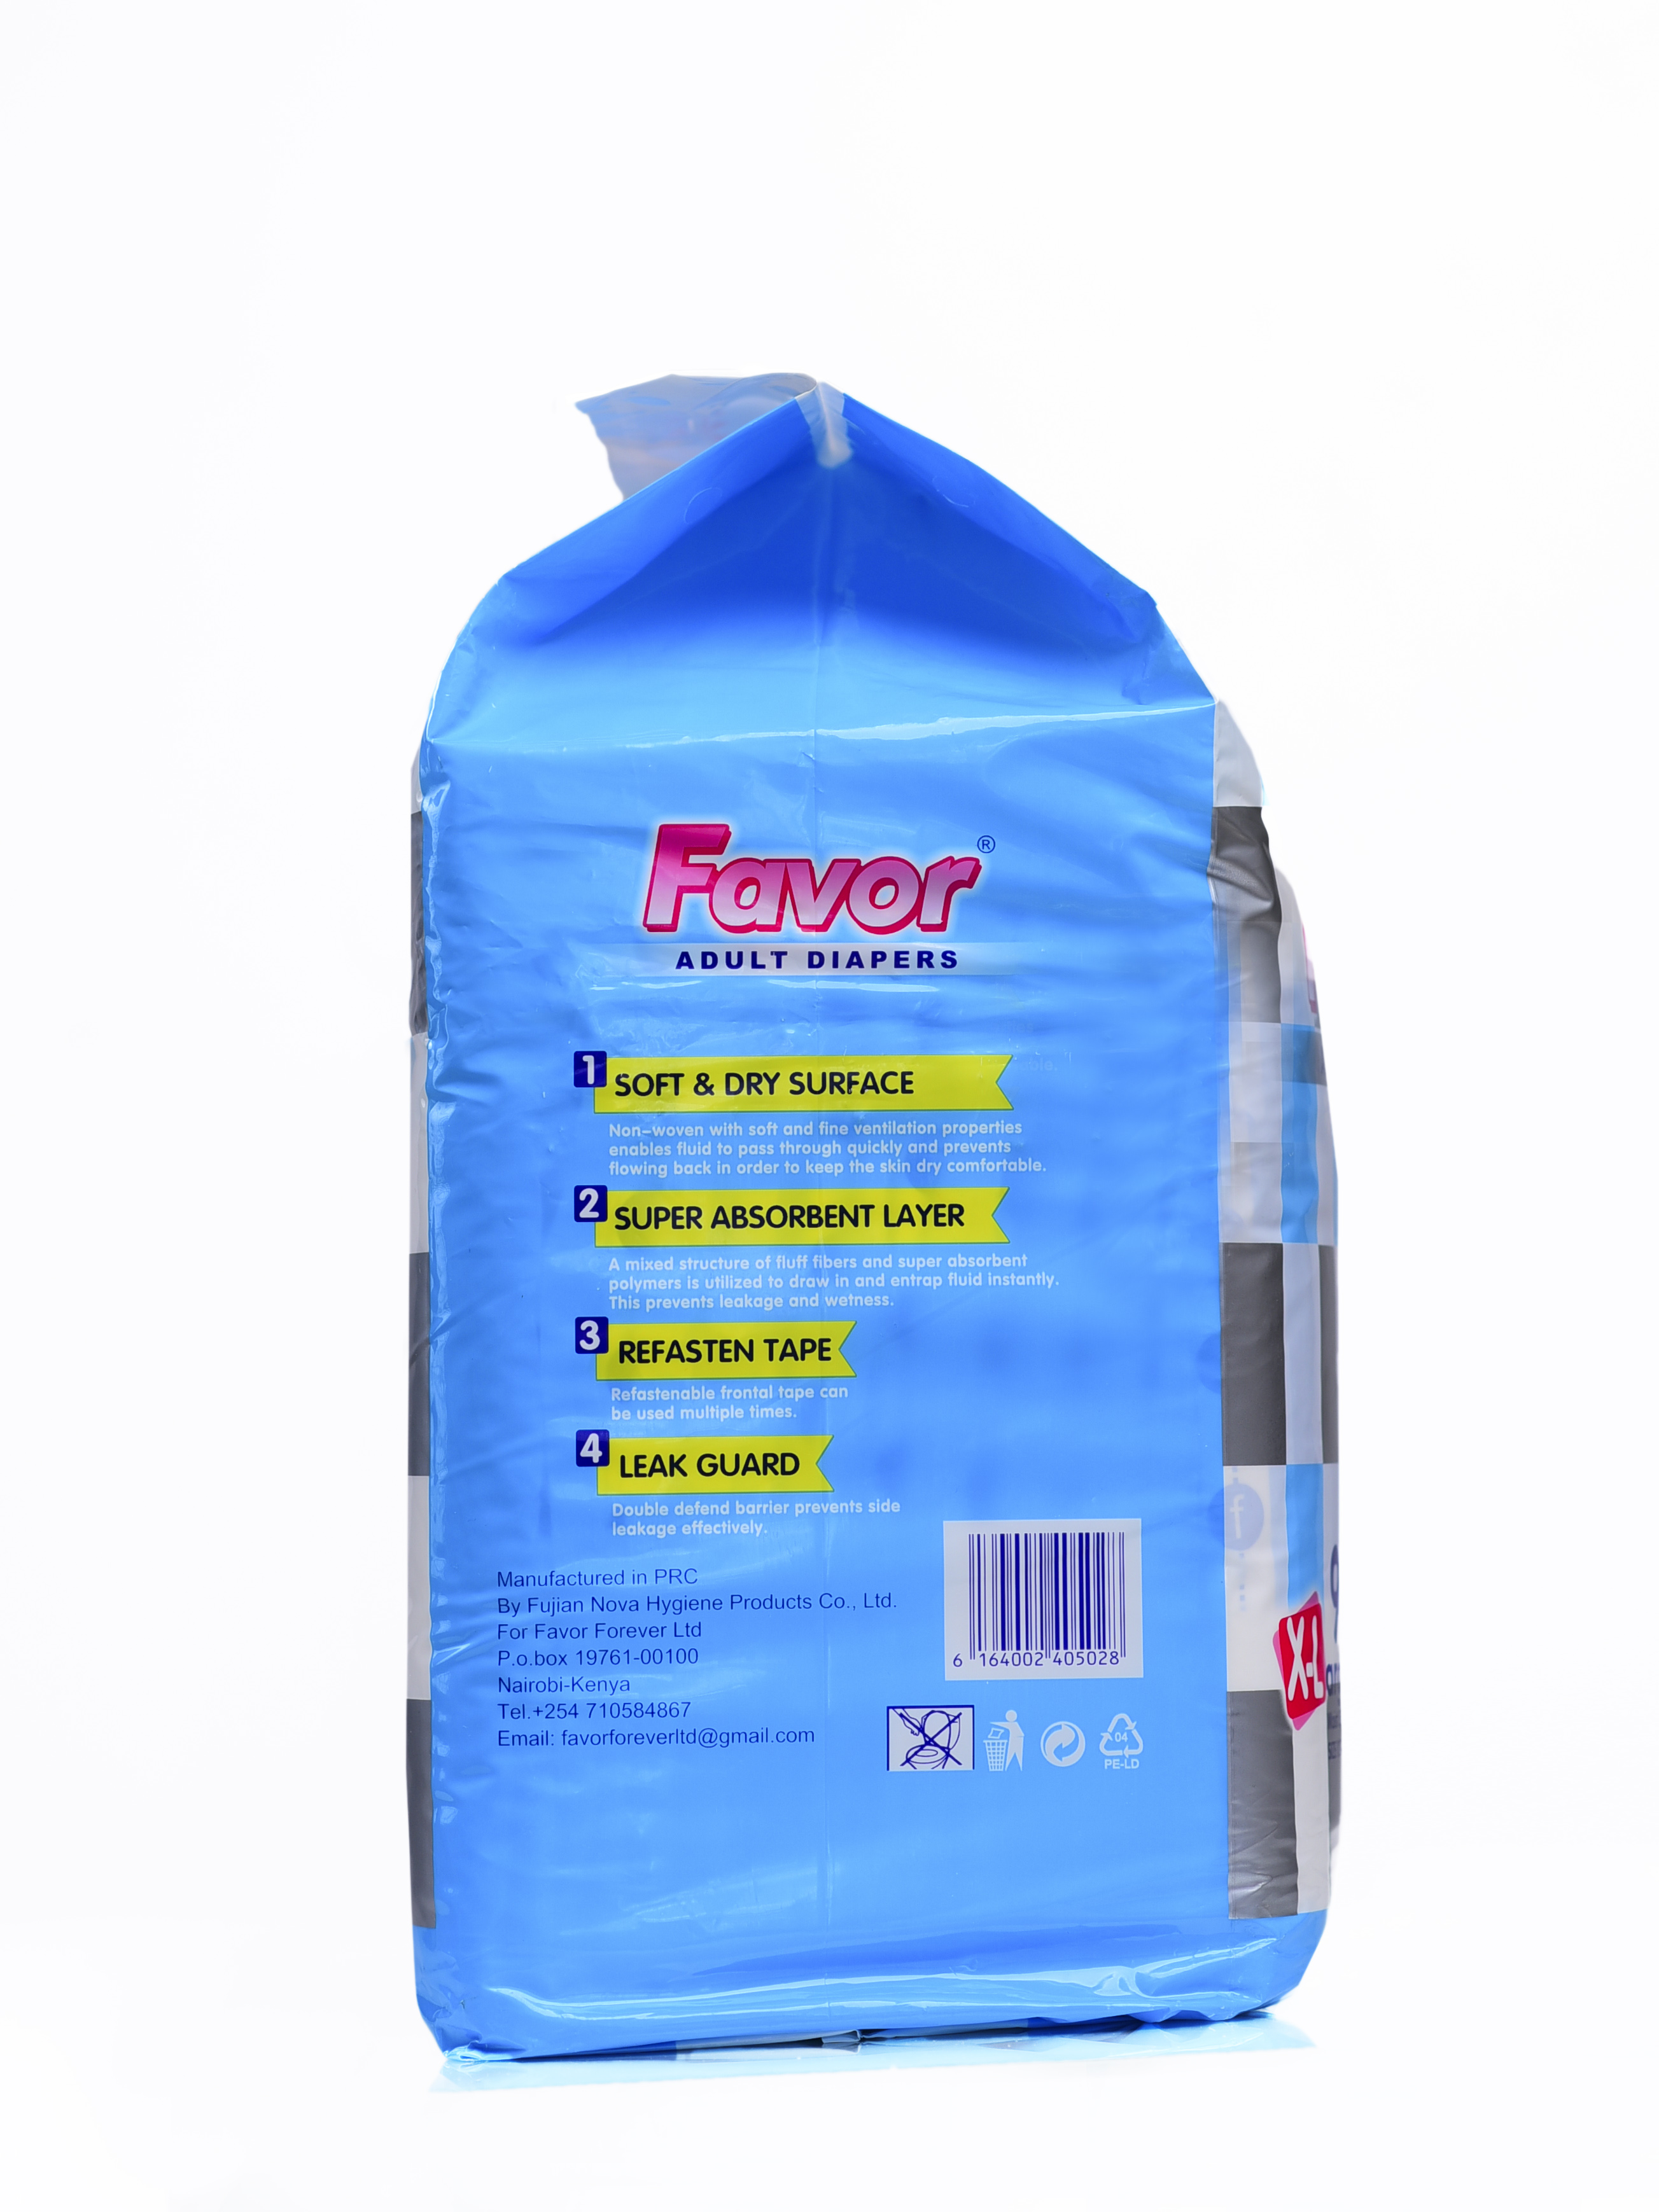 Favor®
ADULT DIAPERS
1 SOFT & DRY SURFACE
Non-woven with soft and fine ventilation properties
enables fluid to pass through quickly and prevents
flowing back in order to keep the skin dry comfortable.
2 SUPER ABSORBENT LAYER
A mixed structure of fluff fibers and super absorbent
polymers is utilized to draw in and entrap fluid instantly.
This prevents leakage and wetness.
3 REFASTEN TAPE
Refastenable frontal tape can
be used multiple times.
4 LEAK GUARD
Double defend barrier prevents side
leakage effectively.
Manufactured in PRC
By Fujian Nova Hygiene Products Co., Ltd.
For Favor Forever Ltd
P.o.box 19761-00100
Nairobi-Kenya
Tel.+254 710584867
Email: favorforeverltd@gmail.com
6 164002 405028
04
PE-LD
X-L